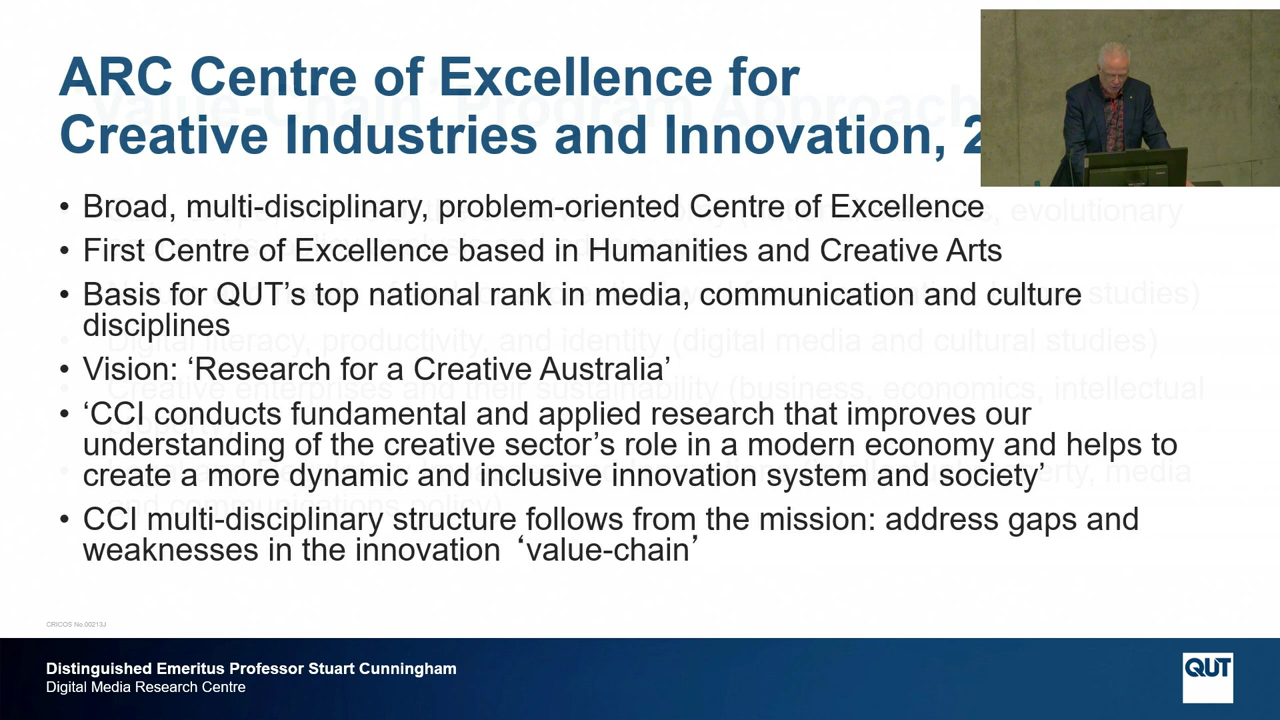 ARC Centre of Excellence for
Creative Industries and Innovation, 2
• Broad, multi-disciplinary, problem-oriented Centre of Excellence
• First Centre of Excellence based in Humanities and Creative Arts
• Basis for QUT’s top national rank in media, communication and culture
disciplines
• Vision: ‘Research for a Creative Australia’
• ‘CCI conducts fundamental and applied research that improves our
understanding of the creative sector’s role in a modern economy and helps to
create a more dynamic and inclusive innovation system and society’
• CCI multi-disciplinary structure follows from the mission: address gaps and
weaknesses in the innovation ‘value-chain’
CRICOS No.00213J
Distinguished Emeritus Professor Stuart Cunningham
Digital Media Research Centre
QUT